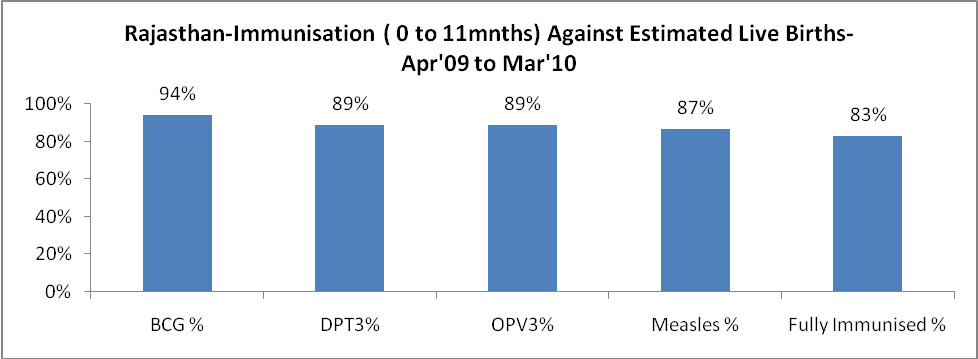 Rajasthan-Immunisation ( 0 to 11mnths) Against Estimated Live Births-
Apr'09 to Mar'10
94%
89%
89%
87%
83%
100%
80%
60%
40%
20%
0%
BCG %
DPT3%
OPV3%
Measles %
Fully Immunised %